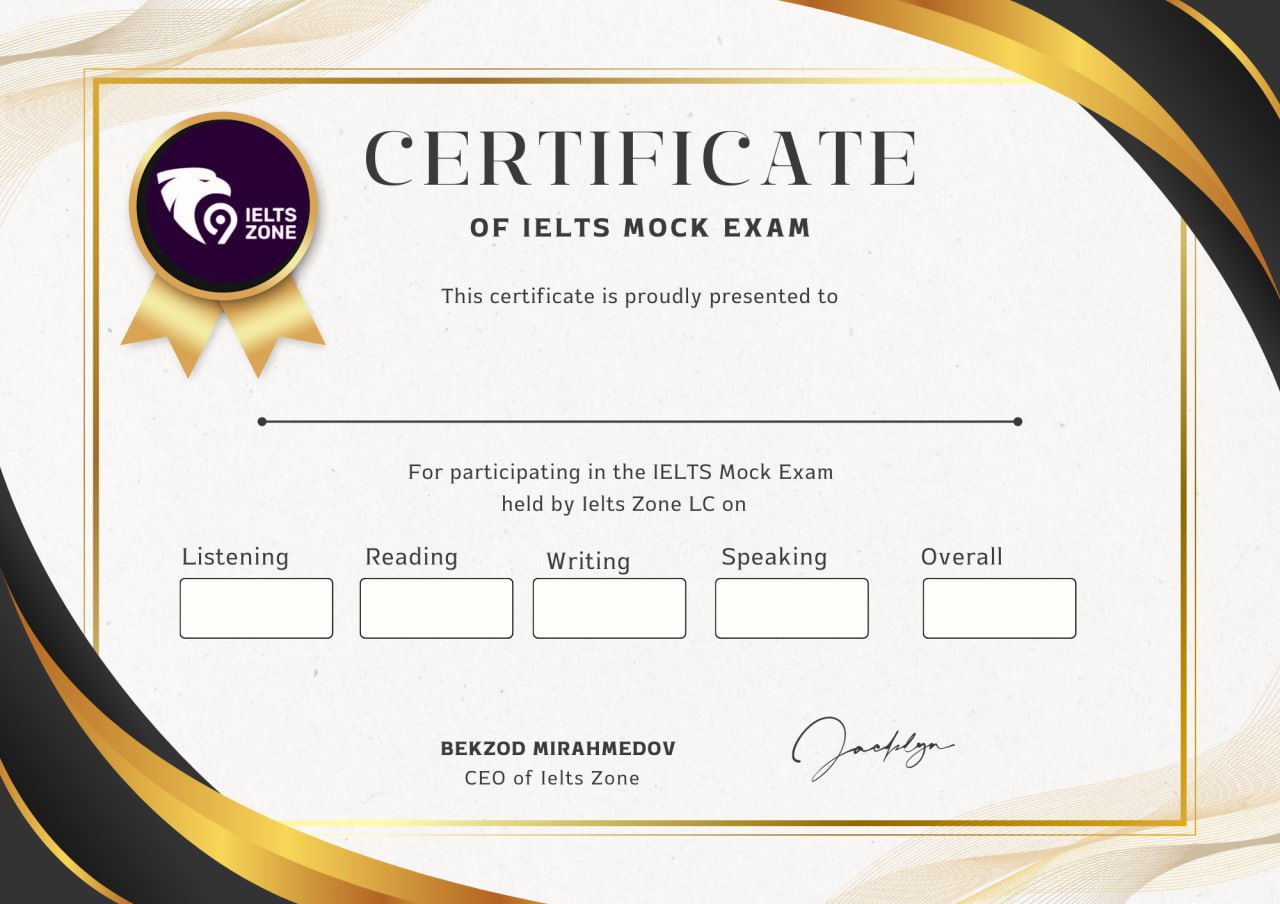 CERTIFICATE
OF IELTS MOCK EXAM
IELTS
ZONE
This certificate is proudly presented to
For participating in the IELTS Mock Exam
held by Ielts Zone LC on
Listening Reading Writing Speaking Overall
BEKZOD MIRAHMEDOV
CEO of Ielts Zone
Jacklyn